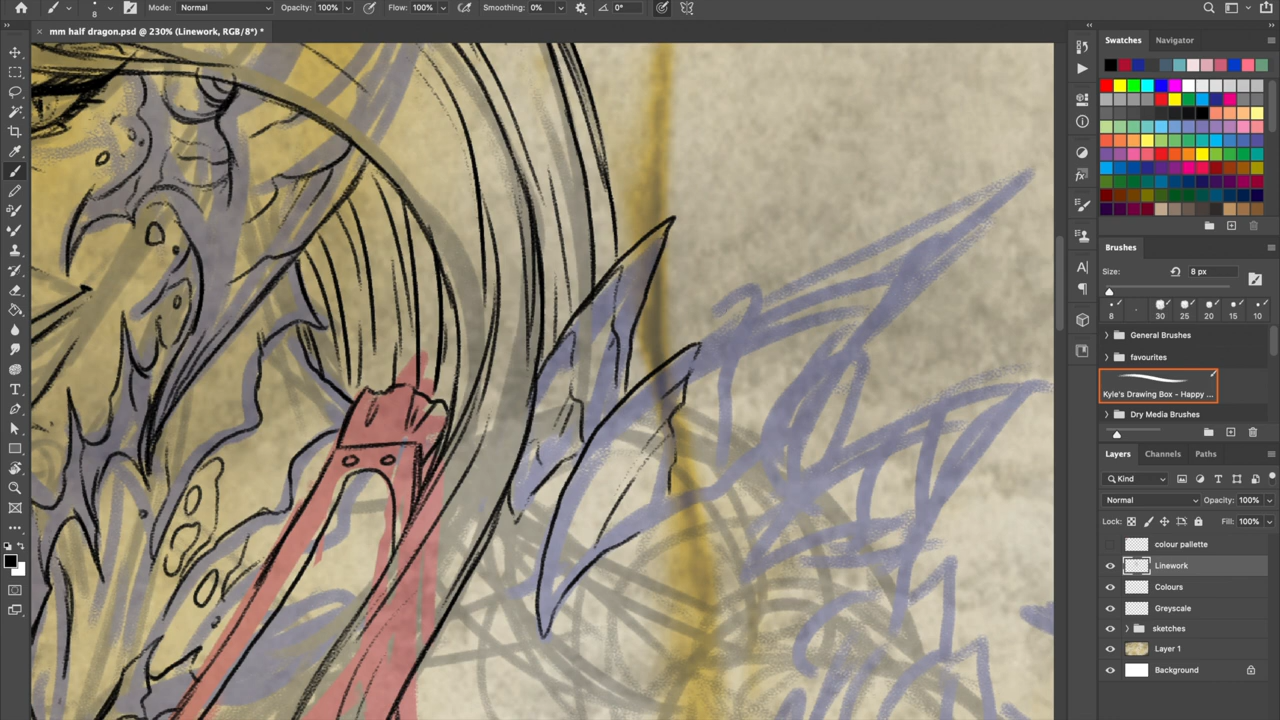 8
Mode: Normal
Opacity: 100%
Flow: 100%
Smoothing: 0%
0°
mm half dragon.psd @ 230% (Linework, RGB/8*) *
Swatches
Navigator
Brushes
Size:
8 px
8
30
25
20
15
10
General Brushes
favourites
Kyle's Drawing Box - Happy ...
Dry Media Brushes
Layers
Channels
Paths
Kind
Normal
Opacity: 100%
Lock:
Fill: 100%
colour palette
Linework
Colours
Greyscale
sketches
Layer 1
Background